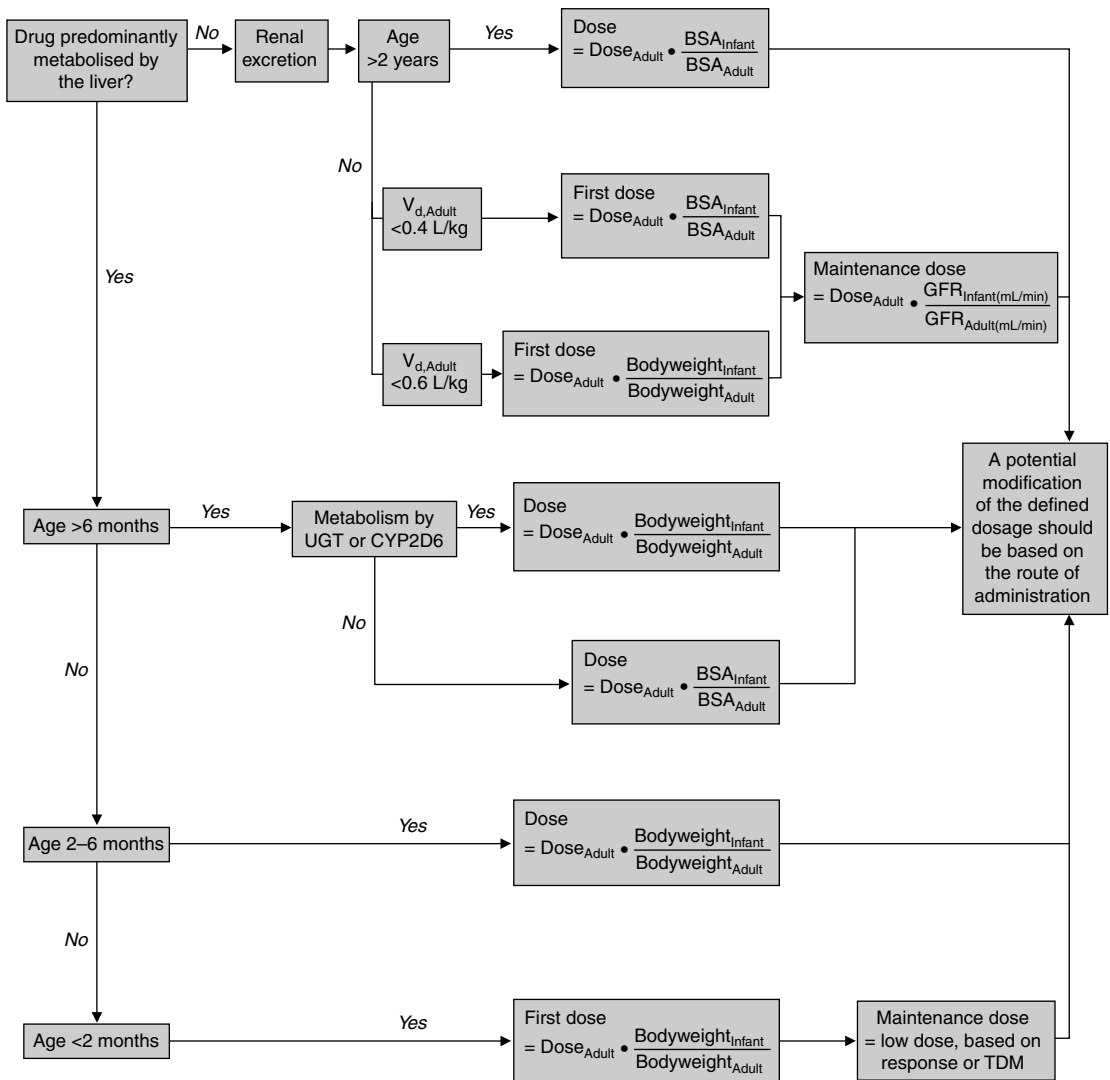 Drug predominantly
metabolised by
the liver?
No
Renal
excretion
Age
>2 years
Yes
Dose
= Dose_Adult • BSA_Infant
BSA_Adult
No
V_d,Adult
<0.4 L/kg
First dose
= Dose_Adult • BSA_Infant
BSA_Adult
Yes
Maintenance dose
= Dose_Adult • GFR_Infant(mL/min)
GFR_Adult(mL/min)
V_d,Adult
<0.6 L/kg
First dose
= Dose_Adult • Bodyweight_Infant
Bodyweight_Adult
A potential
modification
of the defined
dosage should
be based on
the route of
administration
Age >6 months
Yes
Metabolism by
UGT or CYP2D6
Yes
Dose
= Dose_Adult • Bodyweight_Infant
Bodyweight_Adult
No
No
Dose
= Dose_Adult • BSA_Infant
BSA_Adult
Age 2–6 months
Yes
Dose
= Dose_Adult • Bodyweight_Infant
Bodyweight_Adult
No
Age <2 months
Yes
First dose
= Dose_Adult • Bodyweight_Infant
Bodyweight_Adult
Maintenance dose
= low dose, based on
response or TDM